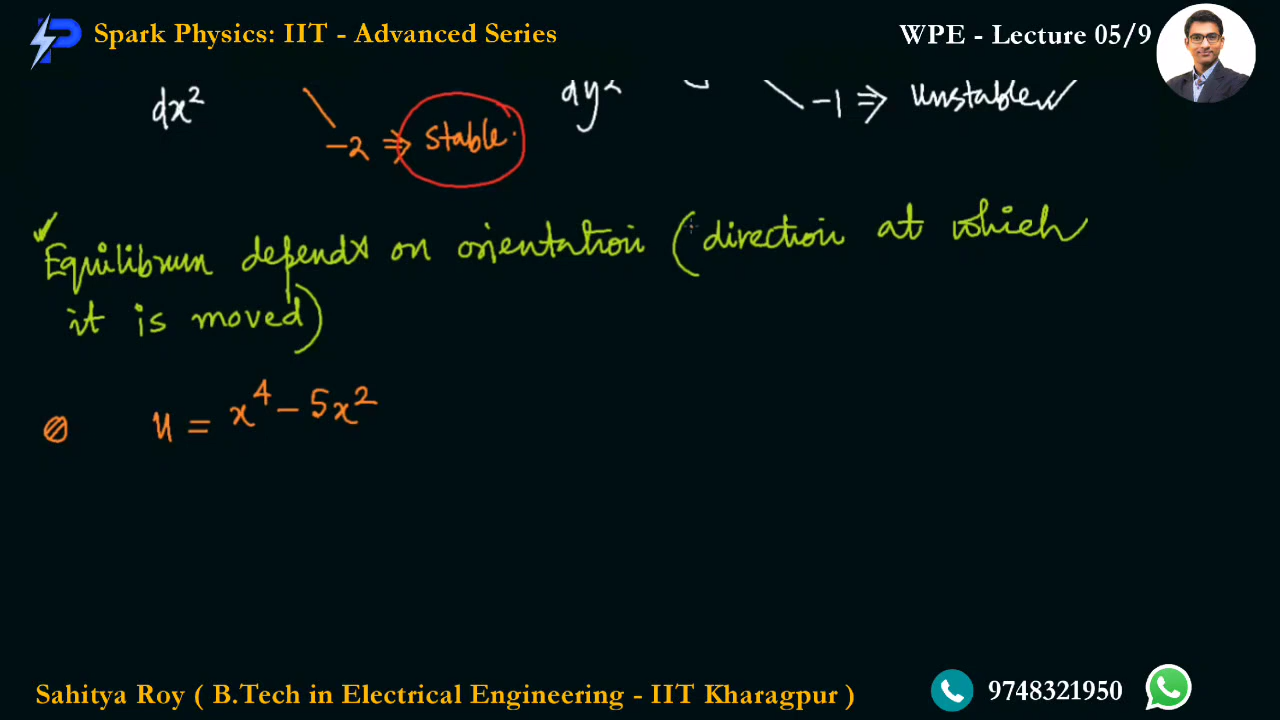 Spark Physics: IIT - Advanced Series
WPE - Lecture 05/9
dx²
-2 ⇒ Stable.
dy²
-1 ⇒ Unstable
Equilibrium depends on orientation (direction at which
it is moved)
u = x⁴ - 5x²
Sahitya Roy ( B.Tech in Electrical Engineering - IIT Kharagpur )
9748321950